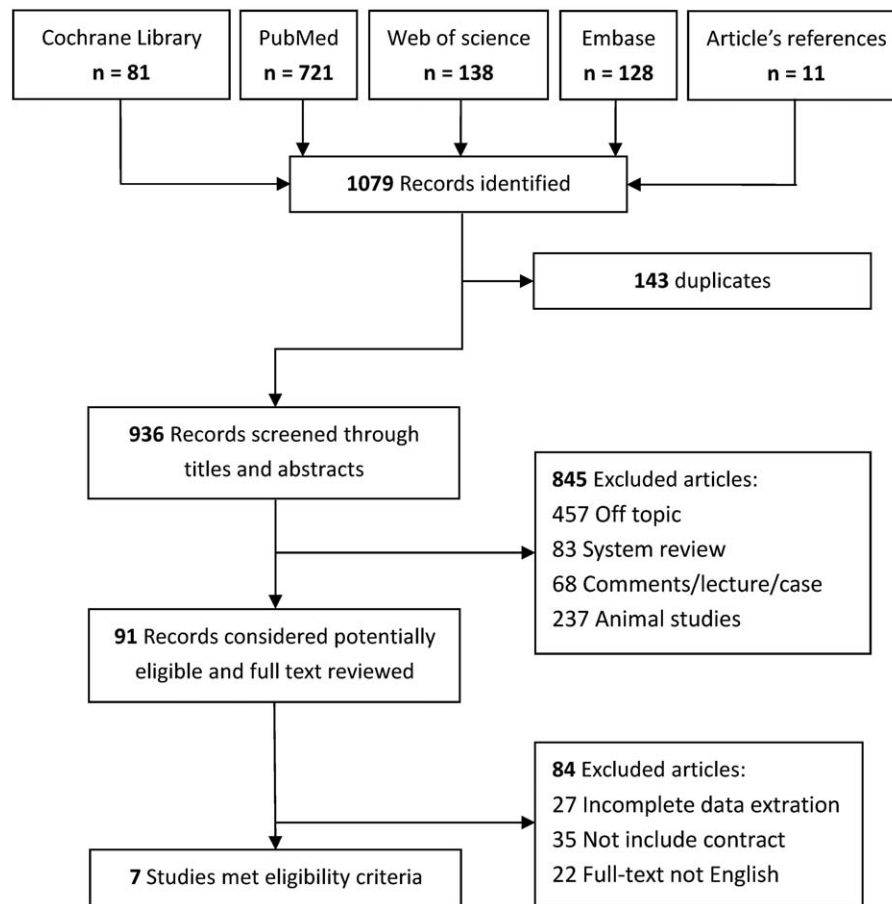 Cochrane Library
n = 81
PubMed
n = 721
Web of science
n = 138
Embase
n = 128
Article's references
n = 11
1079 Records identified
143 duplicates
936 Records screened through
titles and abstracts
845 Excluded articles:
457 Off topic
83 System review
68 Comments/lecture/case
237 Animal studies
91 Records considered potentially
eligible and full text reviewed
84 Excluded articles:
27 Incomplete data extration
35 Not include contract
22 Full-text not English
7 Studies met eligibility criteria